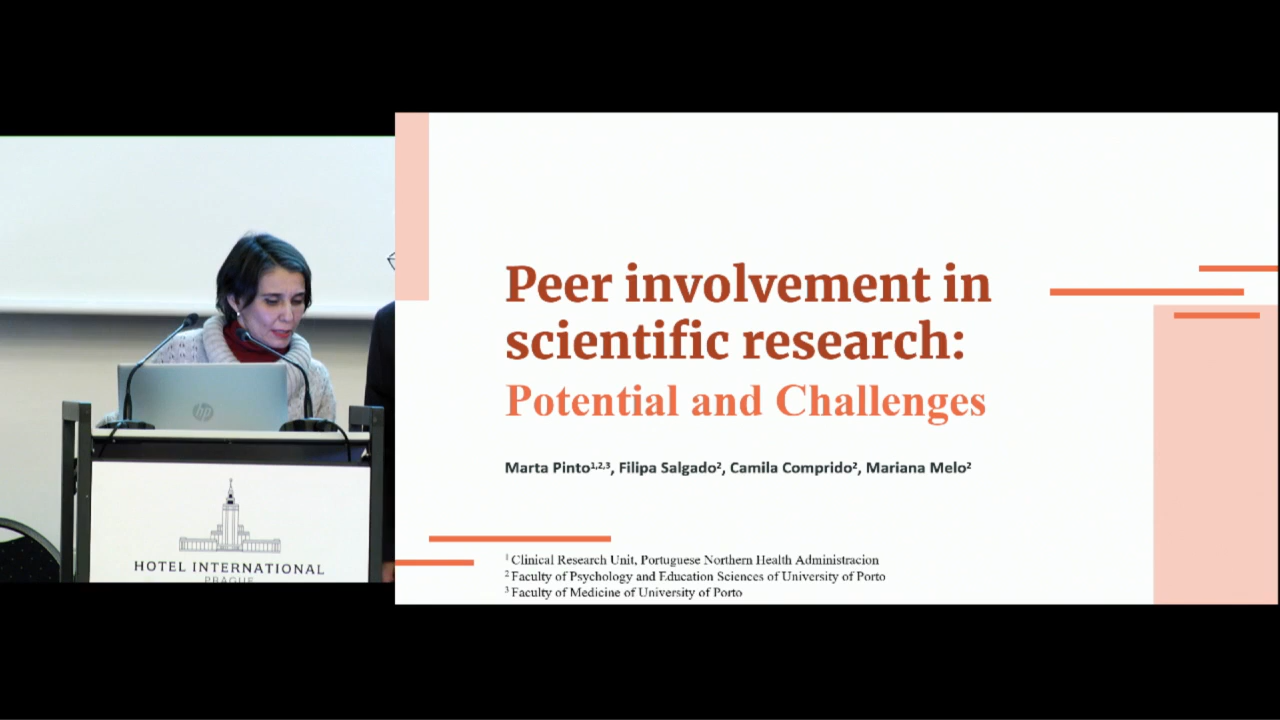 Peer involvement in
scientific research:
Potential and Challenges
Marta Pinto¹,²,³, Filipa Salgado², Camila Comprido², Mariana Melo²
¹ Clinical Research Unit, Portuguese Northern Health Administracion
² Faculty of Psychology and Education Sciences of University of Porto
³ Faculty of Medicine of University of Porto
hp
HOTEL INTERNATIONAL
PRAGUE